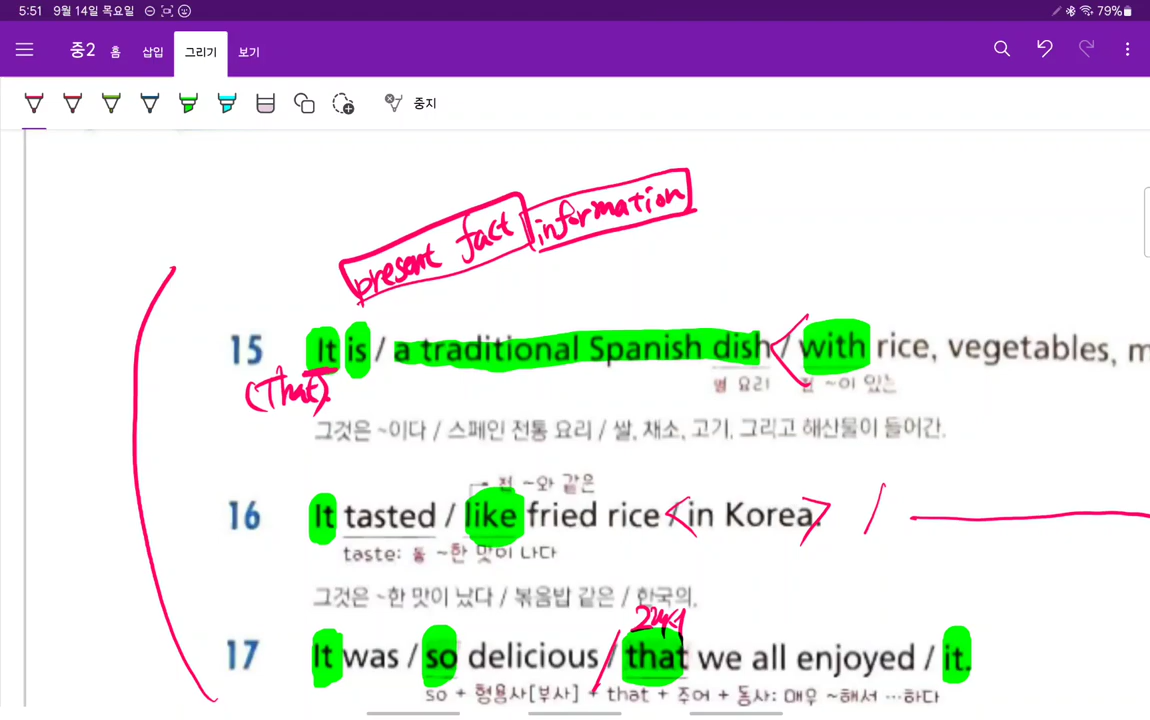 5:51 9월 14일 목요일 79%
중2 홈 삽입 그리기 보기
중지
present fact information
15 It is / a traditional Spanish dish / with rice, vegetables, m
(That). 명 요리 전 ~이 있는
그것은 ~이다 / 스페인 전통 요리 / 쌀, 채소, 고기, 그리고 해산물이 들어간.
전 ~와 같은
16 It tasted / like fried rice / in Korea. /
taste: 동 ~한 맛이 나다
그것은 ~한 맛이 났다 / 볶음밥 같은 / 한국의.
17 It was / so delicious / that we all enjoyed / it.
so + 형용사[부사] + that + 주어 + 동사: 매우 ~해서 …하다